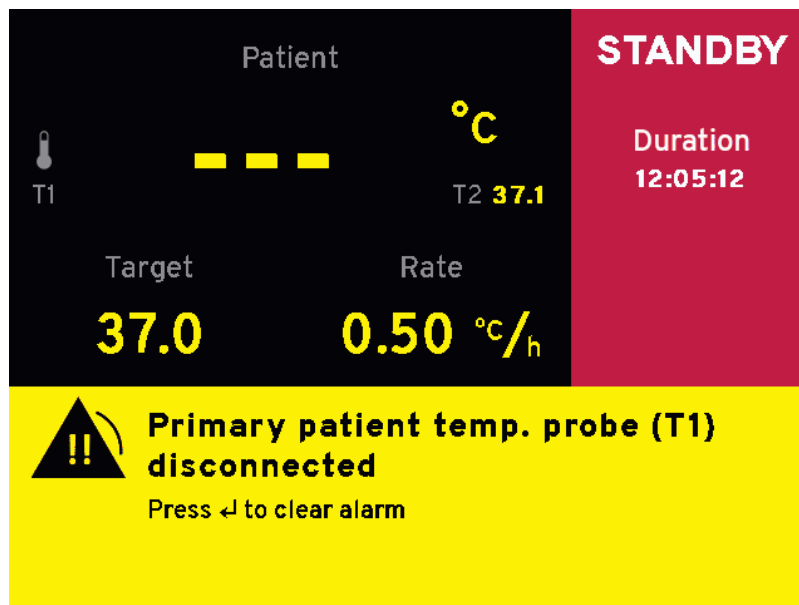 Patient
STANDBY
°C
---
T1
T2 37.1
Duration
12:05:12
Target
Rate
37.0
0.50 °C/h
!!
Primary patient temp. probe (T1)
disconnected
Press ↲ to clear alarm